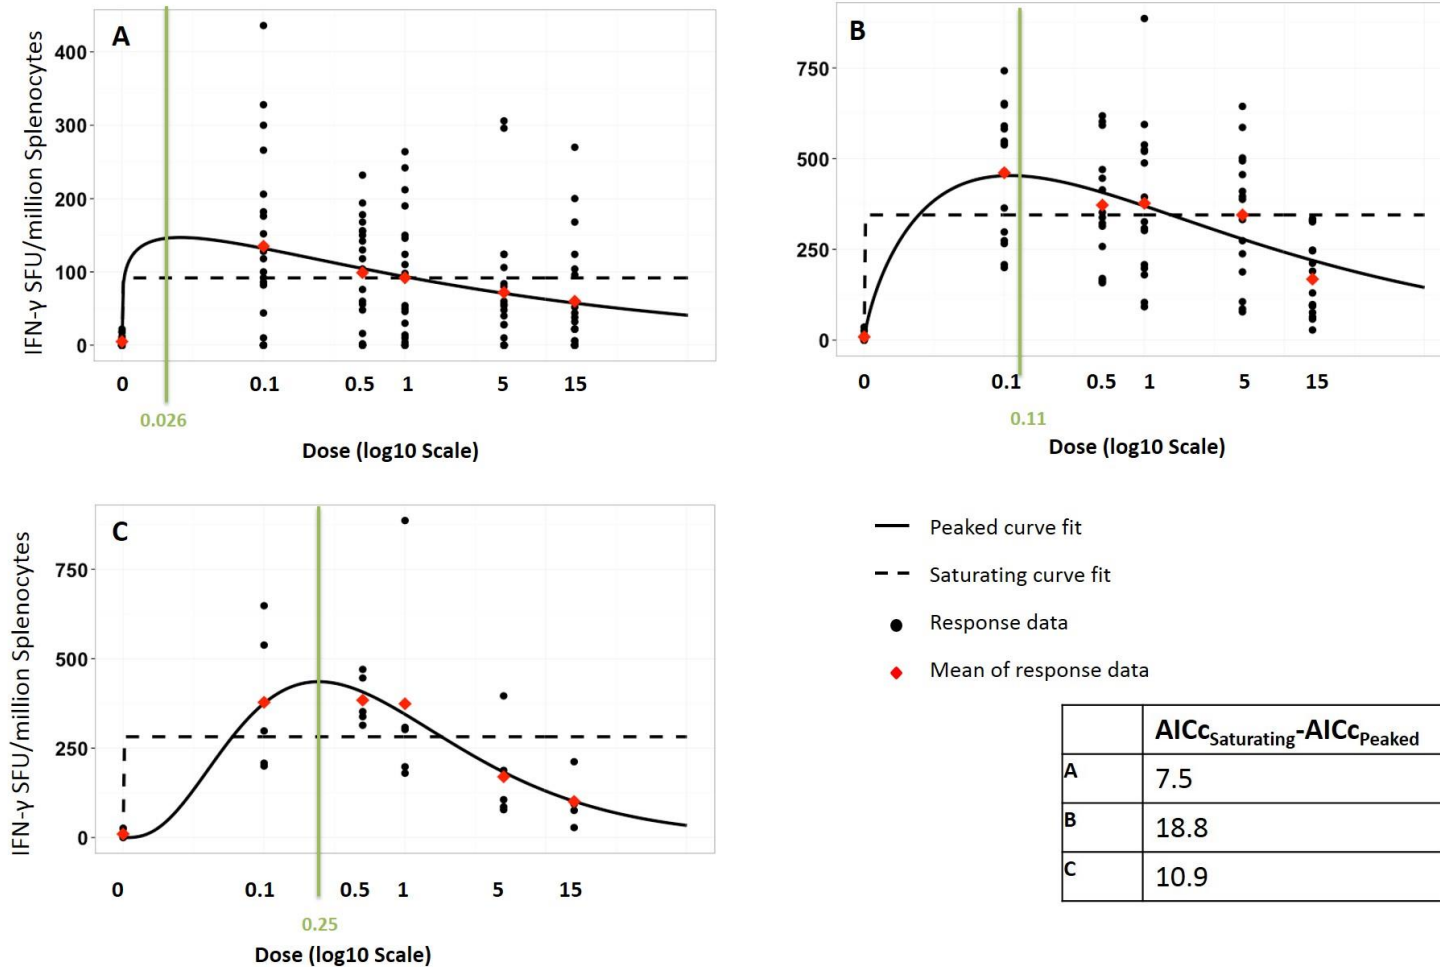 A
IFN-γ SFU/million Splenocytes
400
300
200
100
0
0 0.1 0.5 1 5 15
0.026
Dose (log10 Scale)
B
750
500
250
0
0 0.1 0.5 1 5 15
0.11
Dose (log10 Scale)
C
IFN-γ SFU/million Splenocytes
750
500
250
0
0 0.1 0.5 1 5 15
0.25
Dose (log10 Scale)
Peaked curve fit
Saturating curve fit
Response data
Mean of response data
AICcSaturating-AICcPeaked
A 7.5
B 18.8
C 10.9